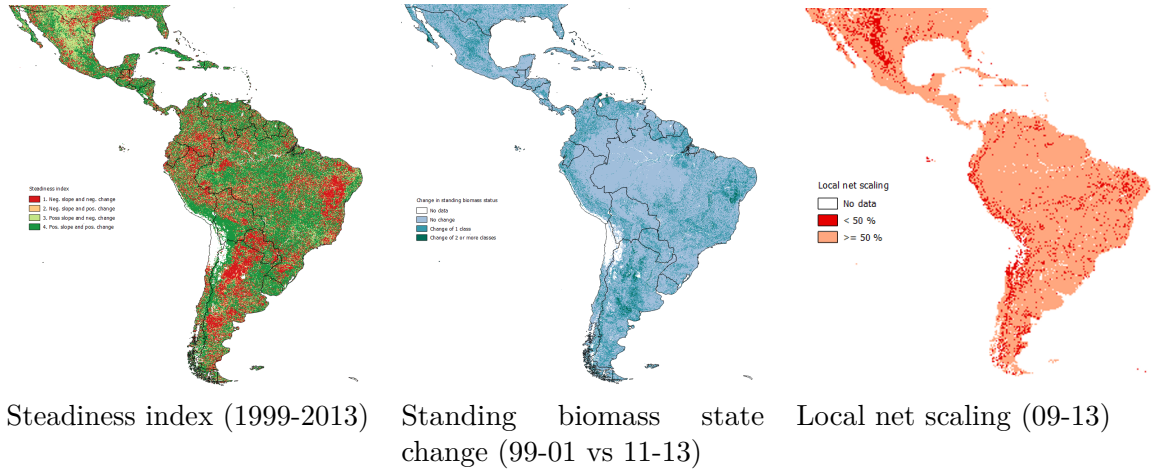 Steadiness index
1. Neg. slope and neg. change
2. Neg. slope and pos. change
3. Poss slope and neg. change
4. Pos. slope and pos. change
Change in standing biomass status
No data
No change
Change of 1 class
Change of 2 or more classes
Local net scaling
No data
< 50 %
>= 50 %
Steadiness index (1999-2013)
Standing biomass state
change (99-01 vs 11-13)
Local net scaling (09-13)